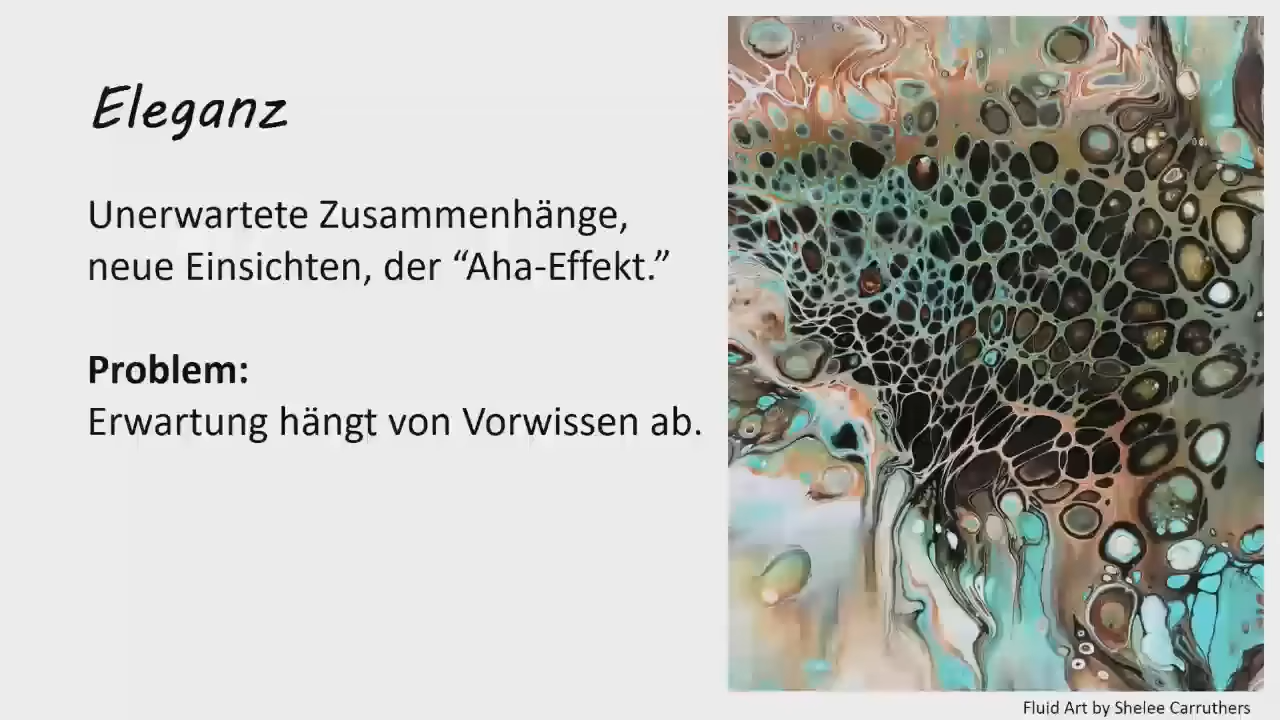 Eleganz
Unerwartete Zusammenhänge,
neue Einsichten, der “Aha-Effekt.”
Problem:
Erwartung hängt von Vorwissen ab.
Fluid Art by Shelee Carruthers